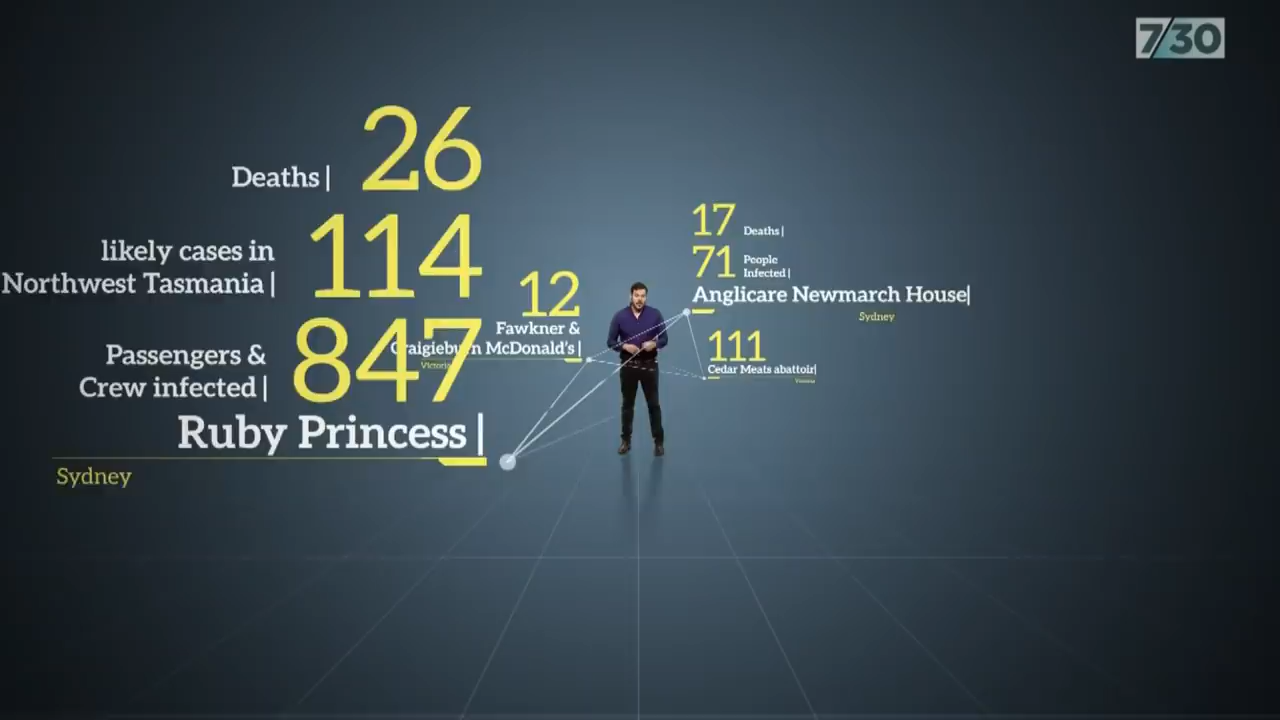 7/30
26
Deaths |
114
likely cases in
Northwest Tasmania |
847
Passengers &
Crew infected |
Ruby Princess |
Sydney
12
Fawkner &
Craigieburn McDonald's |
Victoria
17
Deaths |
71
People
Infected |
Anglicare Newmarch House|
Sydney
111
Cedar Meats abattoir|